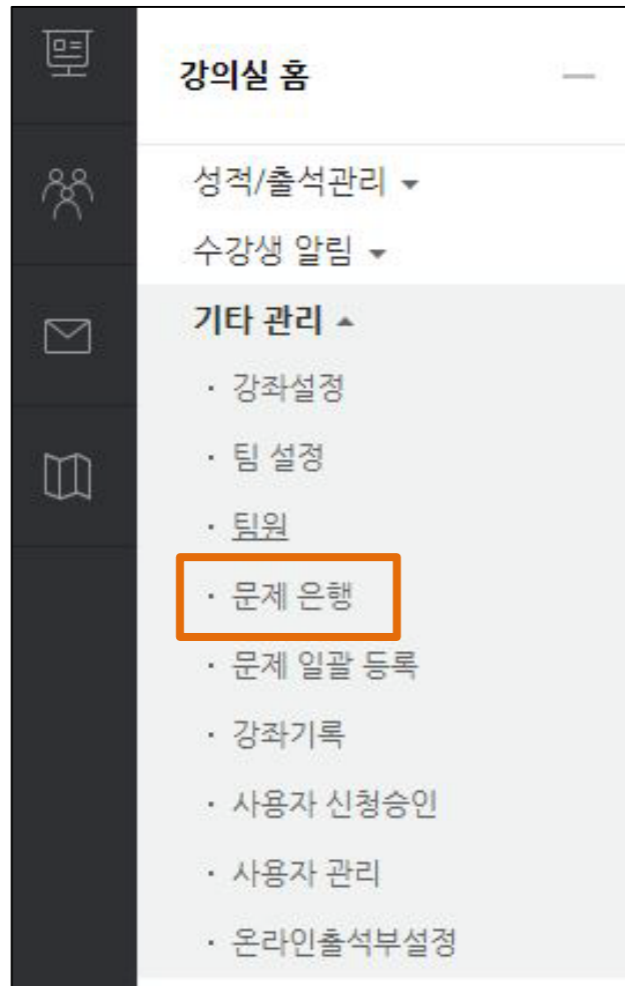 강의실 홈
성적/출석관리
수강생 알림
기타 관리
· 강좌설정
· 팀 설정
· 팀원
· 문제 은행
· 문제 일괄 등록
· 강좌기록
· 사용자 신청승인
· 사용자 관리
· 온라인출석부설정